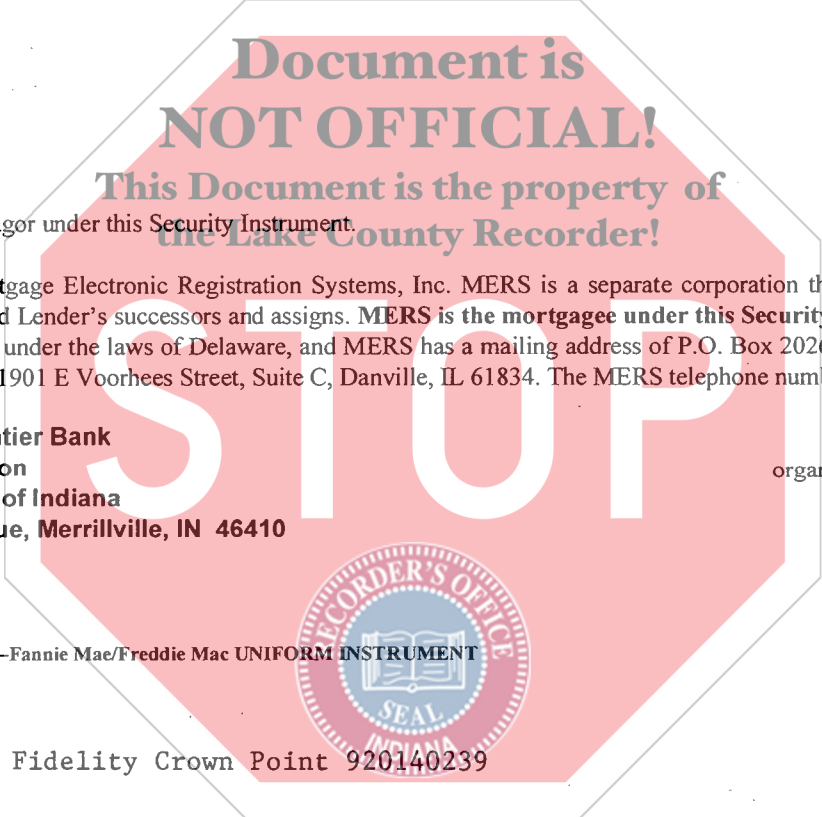 Document is
NOT OFFICIAL!
This Document is the property of
the Lake County Recorder!
gor under this Security Instrument.
tgage Electronic Registration Systems, Inc. MERS is a separate corporation th
d Lender's successors and assigns. MERS is the mortgagee under this Security
under the laws of Delaware, and MERS has a mailing address of P.O. Box 202
1901 E Voorhees Street, Suite C, Danville, IL 61834. The MERS telephone num
STOP
tier Bank
on
organ
of Indiana
ue, Merrillville, IN 46410
RECORDER'S OFFICE
SEAL
INDIANA
–Fannie Mae/Freddie Mac UNIFORM INSTRUMENT
Fidelity Crown Point 920140239